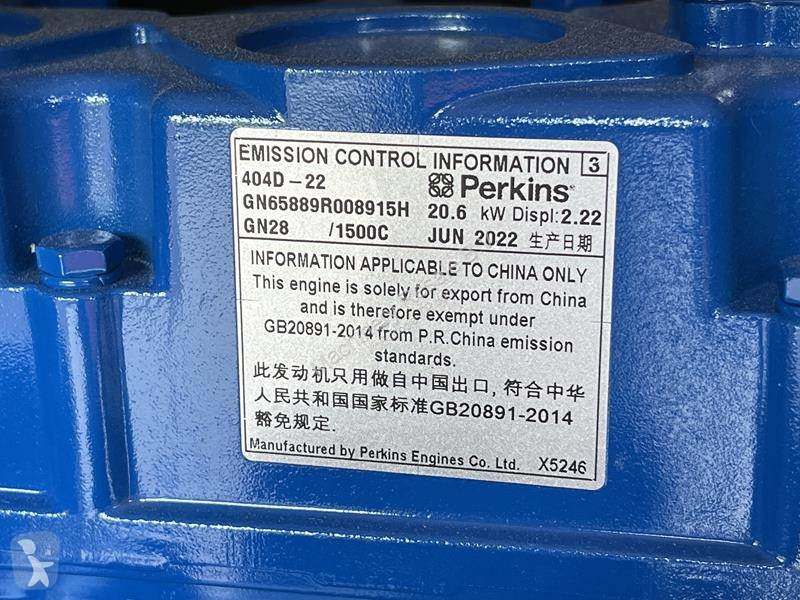 EMISSION CONTROL INFORMATION 3
404D-22 Perkins
GN65889R008915H 20.6 kW Displ:2.22
GN28 /1500C JUN 2022 生产日期
INFORMATION APPLICABLE TO CHINA ONLY
This engine is solely for export from China
and is therefore exempt under
GB20891-2014 from P.R.China emission
standards.
此发动机只用做自中国出口, 符合中华
人民共和国国家标准GB20891-2014
豁免规定.
Manufactured by Perkins Engines Co. Ltd. X5246